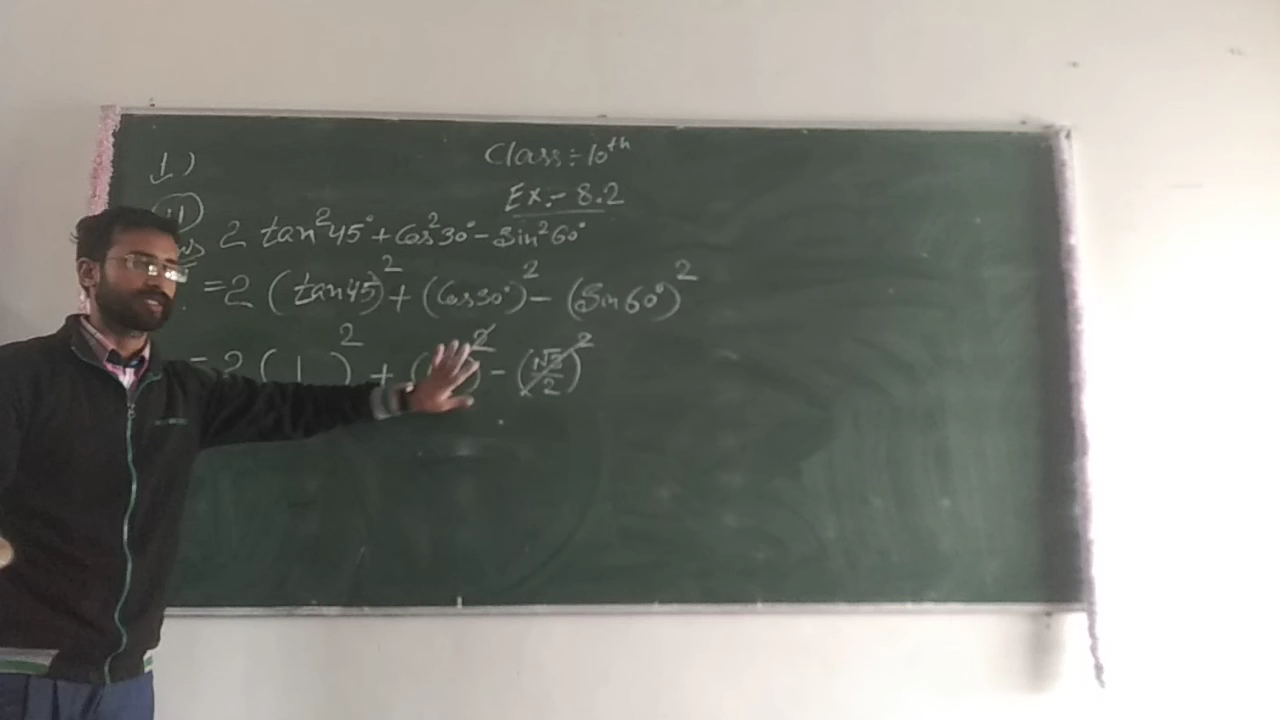 Class:- 10th
Ex:- 8.2
1)
2 tan²45° + Cos²30° - Sin²60°
= 2 (tan45)² + (Cos30°)² - (Sin60°)²
= 2 (1)² + ( )² - (√3/2)²